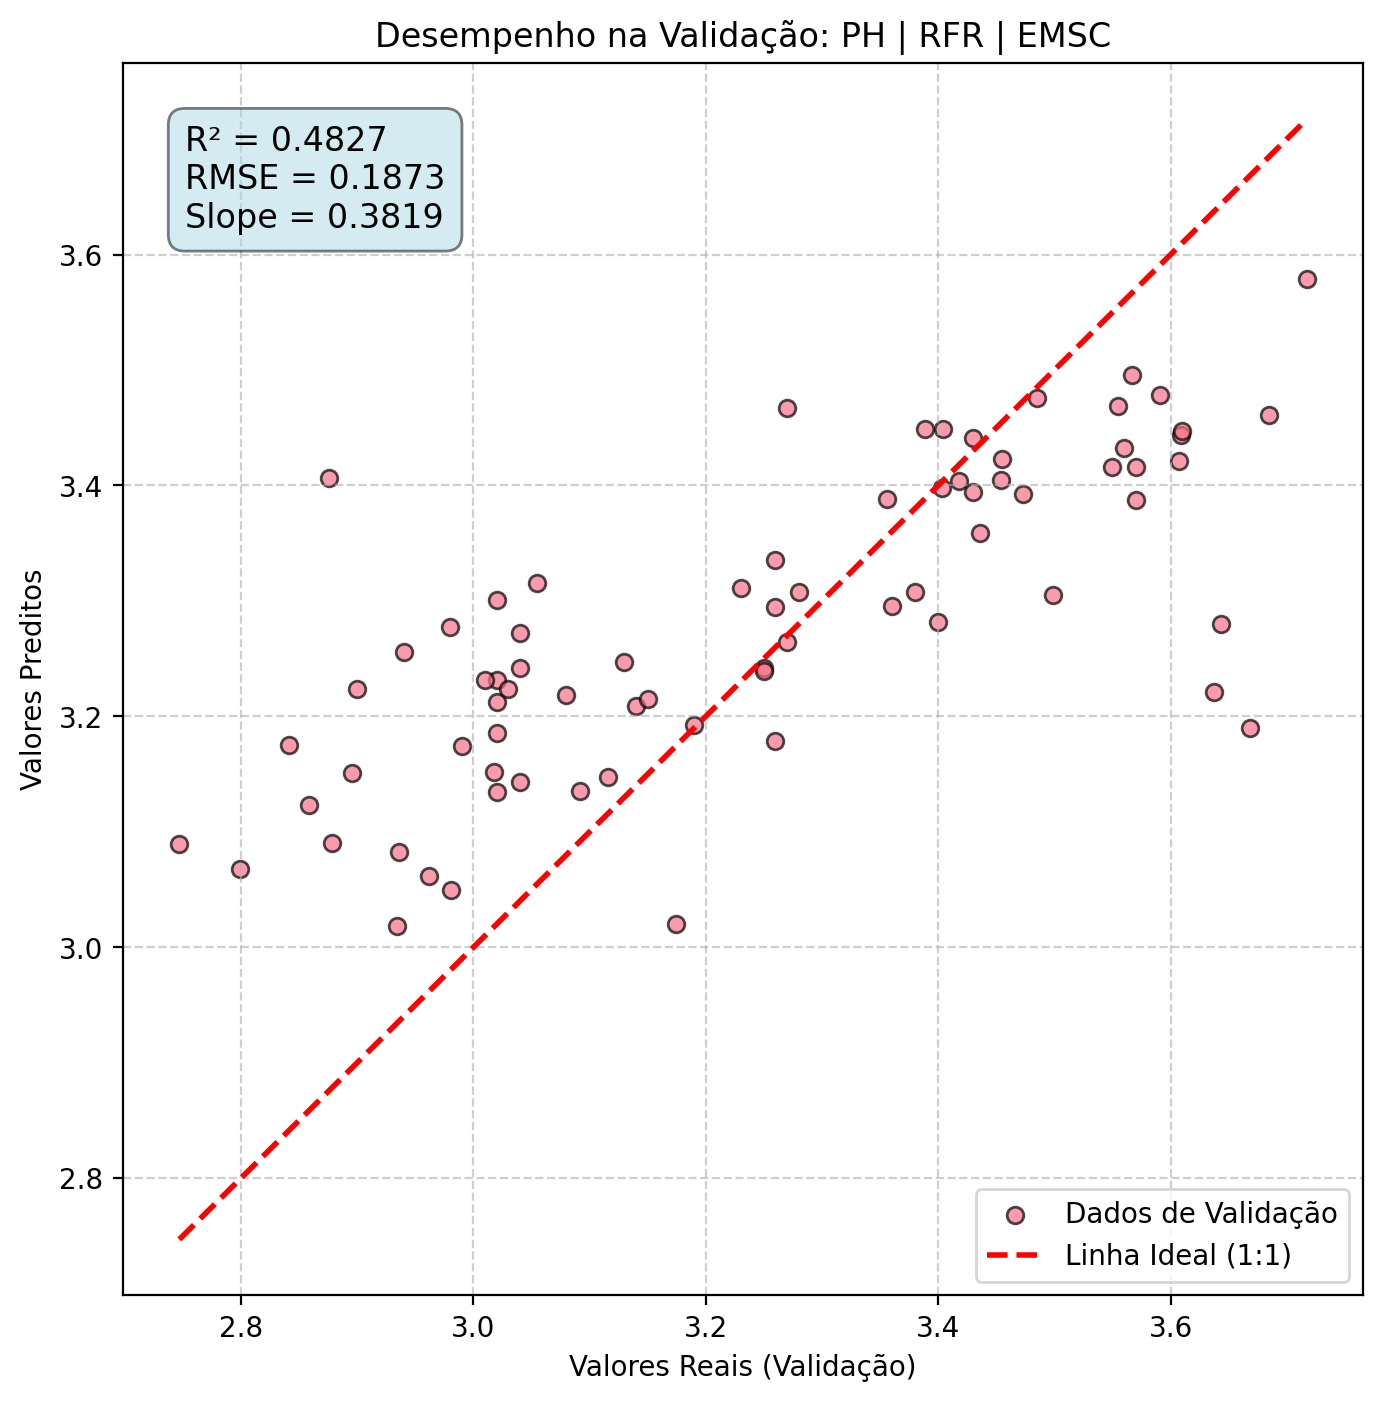 Desempenho na Validação: PH | RFR | EMSC
R² = 0.4827
RMSE = 0.1873
Slope = 0.3819
3.6
3.4
3.2
3.0
2.8
Valores Preditos
Dados de Validação
Linha Ideal (1:1)
2.8 3.0 3.2 3.4 3.6
Valores Reais (Validação)